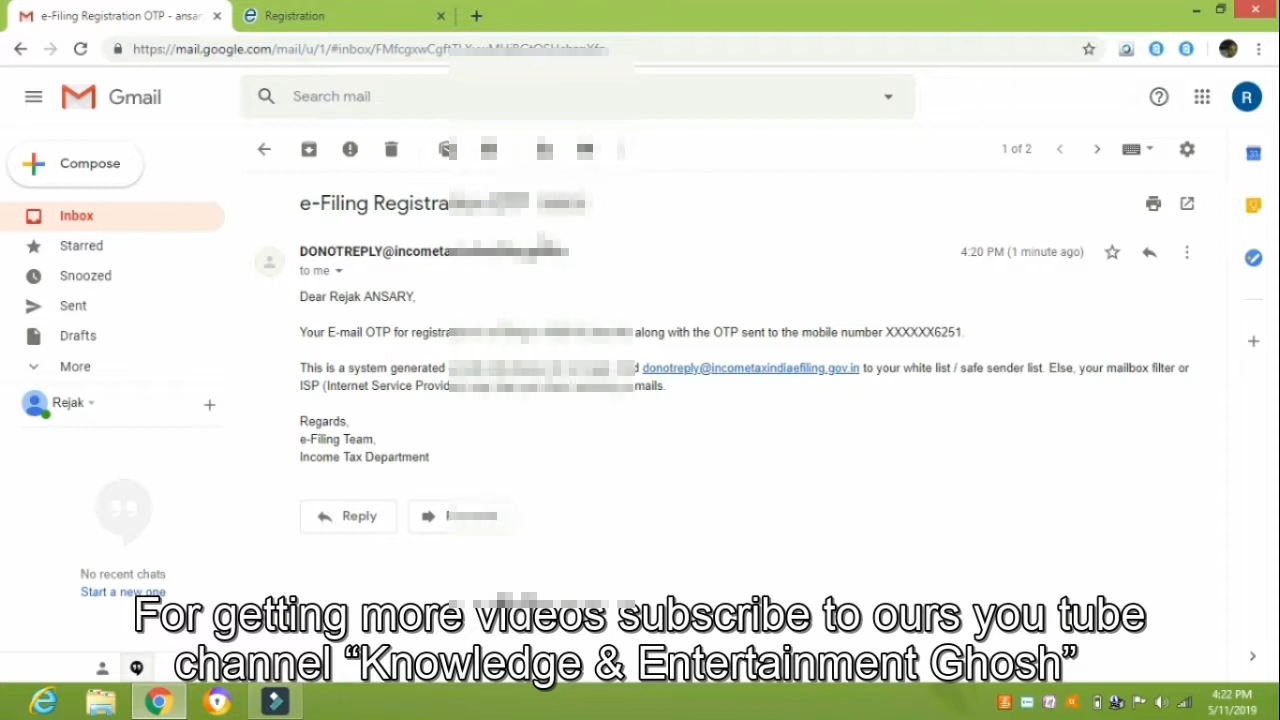 e-Filing Registration OTP - ansar
Registration
https://mail.google.com/mail/u/1/#inbox/
Gmail
Search mail
R
Compose
1 of 2
Inbox
e-Filing Registra
Starred
DONOTREPLY@incometa
4:20 PM (1 minute ago)
to me
Snoozed
Dear Rejak ANSARY,
Sent
Your E-mail OTP for registra along with the OTP sent to the mobile number XXXXXX6251.
Drafts
More
This is a system generated donotreply@incometaxindiaefiling.gov.in to your white list / safe sender list. Else, your mailbox filter or
ISP (Internet Service Provid mails.
Rejak
Regards,
e-Filing Team,
Income Tax Department
Reply
No recent chats
Start a new one
For getting more videos subscribe to ours you tube
channel “Knowledge & Entertainment Ghosh”
4:22 PM
5/11/2019